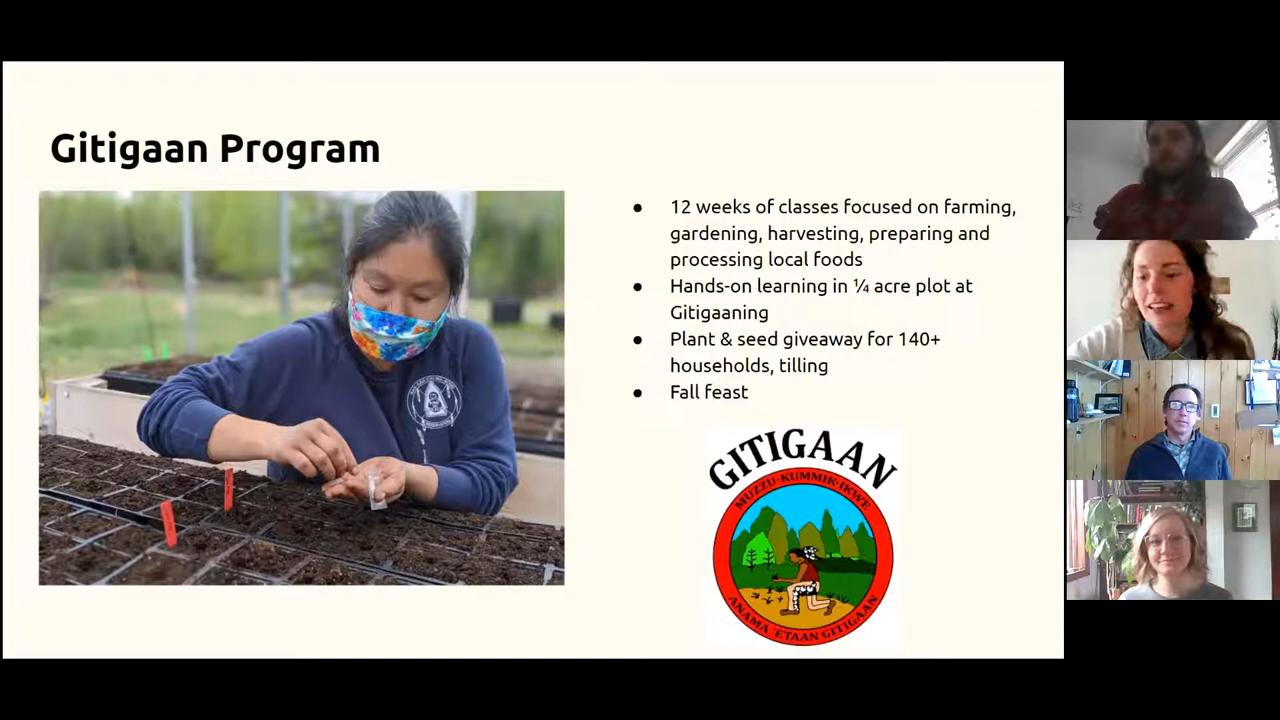 Gitigaan Program
● 12 weeks of classes focused on farming,
gardening, harvesting, preparing and
processing local foods
● Hands-on learning in ¼ acre plot at
Gitigaaning
● Plant & seed giveaway for 140+
households, tilling
● Fall feast
GITIGAAN
MUZZU-KUMMIK-IKWE
ANAMA 'ETAAN GITIGAAN